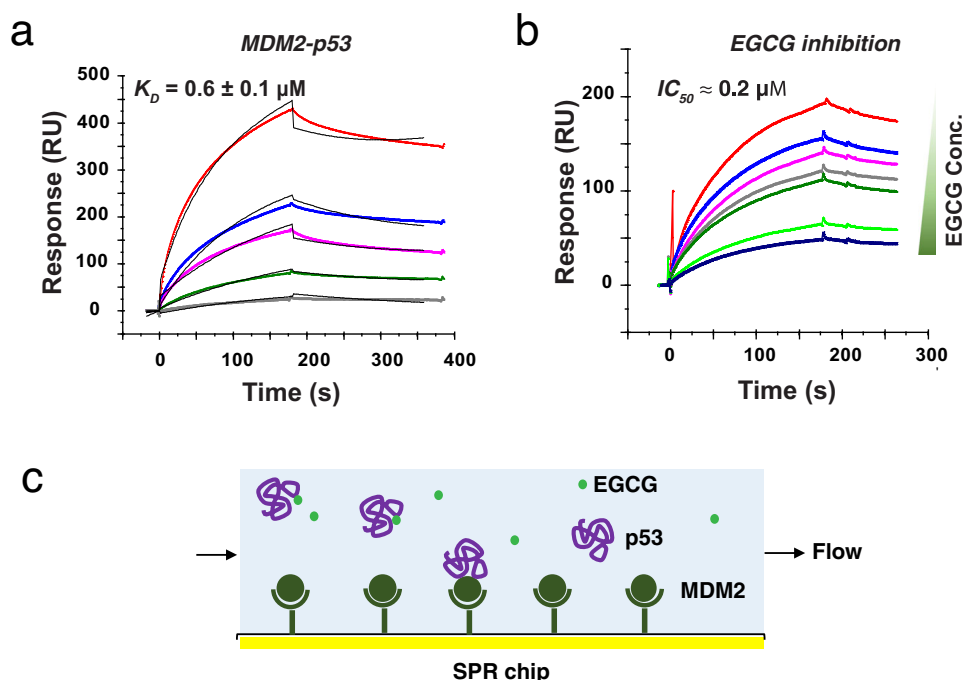 a
MDM2-p53
K_D = 0.6 ± 0.1 µM
Response (RU)
500
400
300
200
100
0
0 100 200 300 400
Time (s)
b
EGCG inhibition
IC_50 ≈ 0.2 µM
Response (RU)
200
100
0
0 100 200 300
Time (s)
EGCG Conc.
c
EGCG
p53
Flow
MDM2
SPR chip